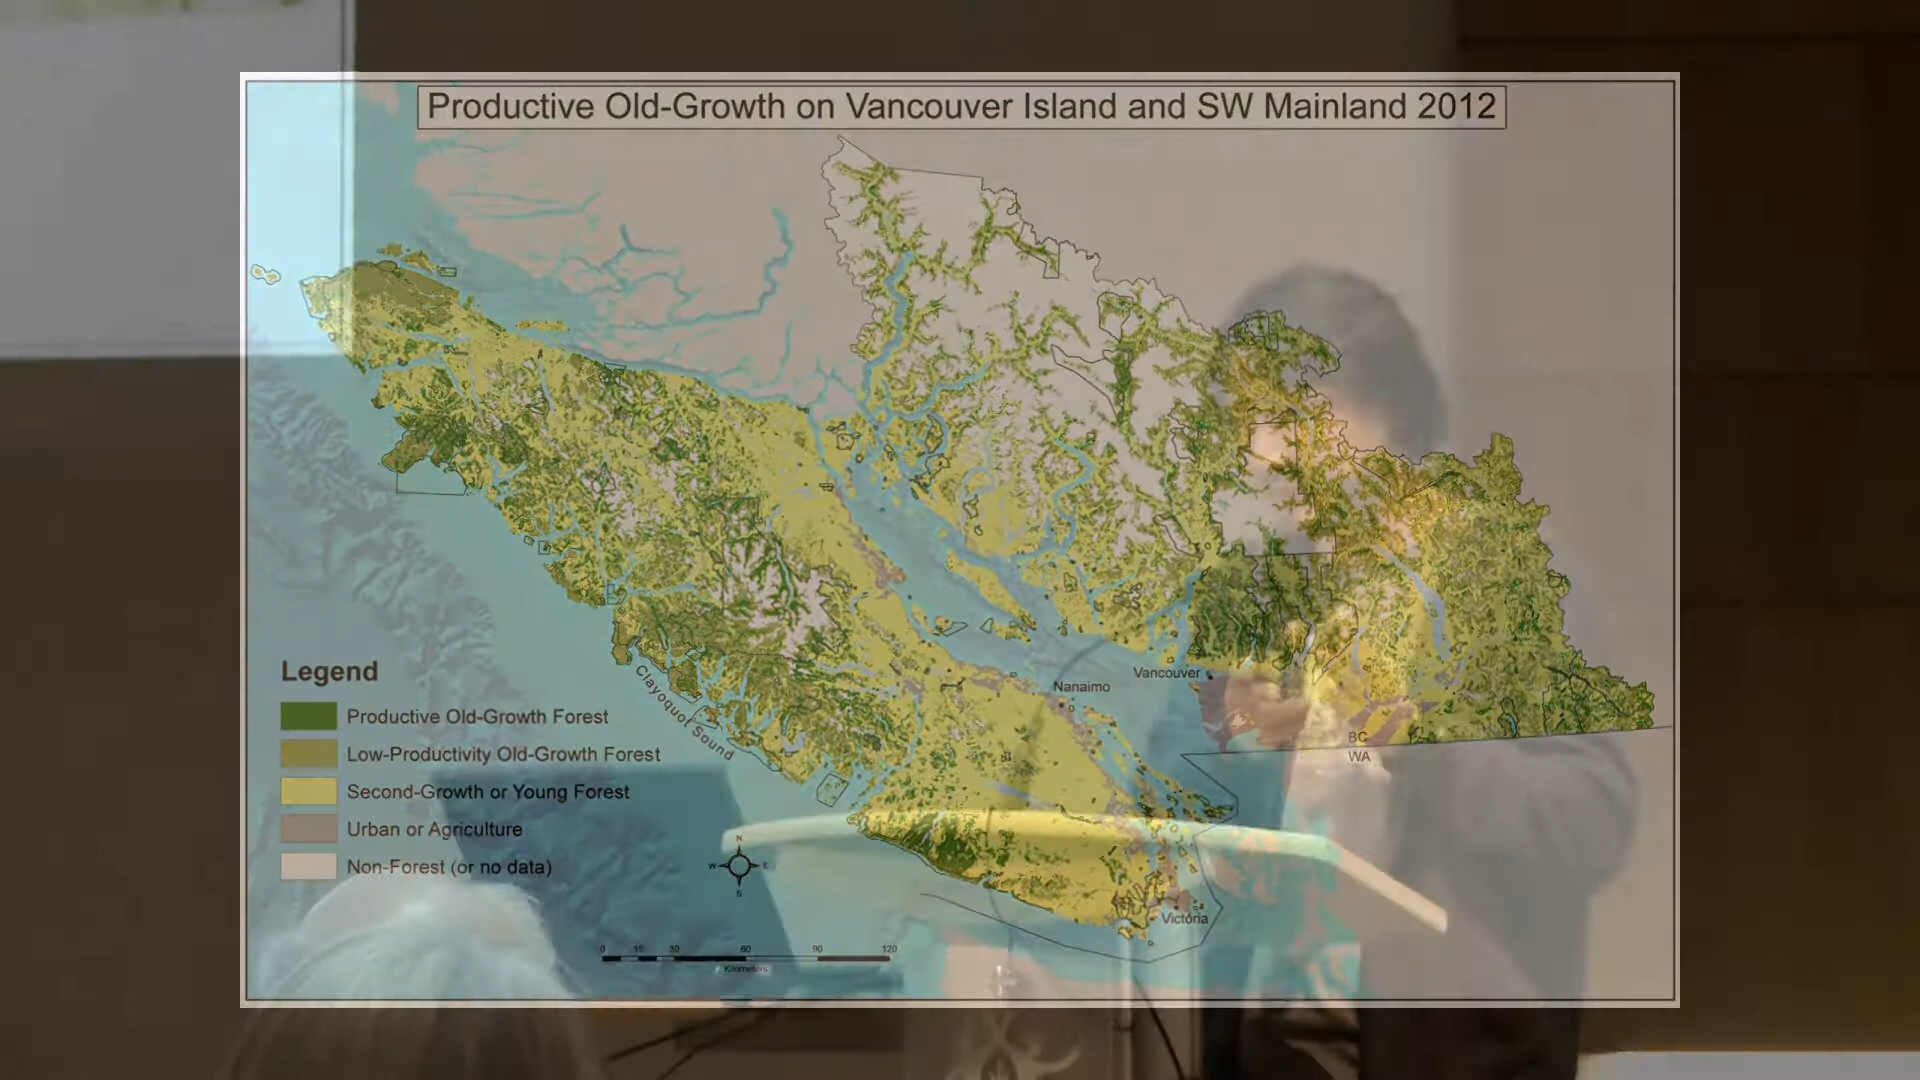 Productive Old-Growth on Vancouver Island and SW Mainland 2012
Vancouver
Nanaimo
Clayoquot Sound
BC
WA
Victoria
Legend
Productive Old-Growth Forest
Low-Productivity Old-Growth Forest
Second-Growth or Young Forest
Urban or Agriculture
Non-Forest (or no data)
N
W E
S
0 15 30 60 90 120
Kilometers